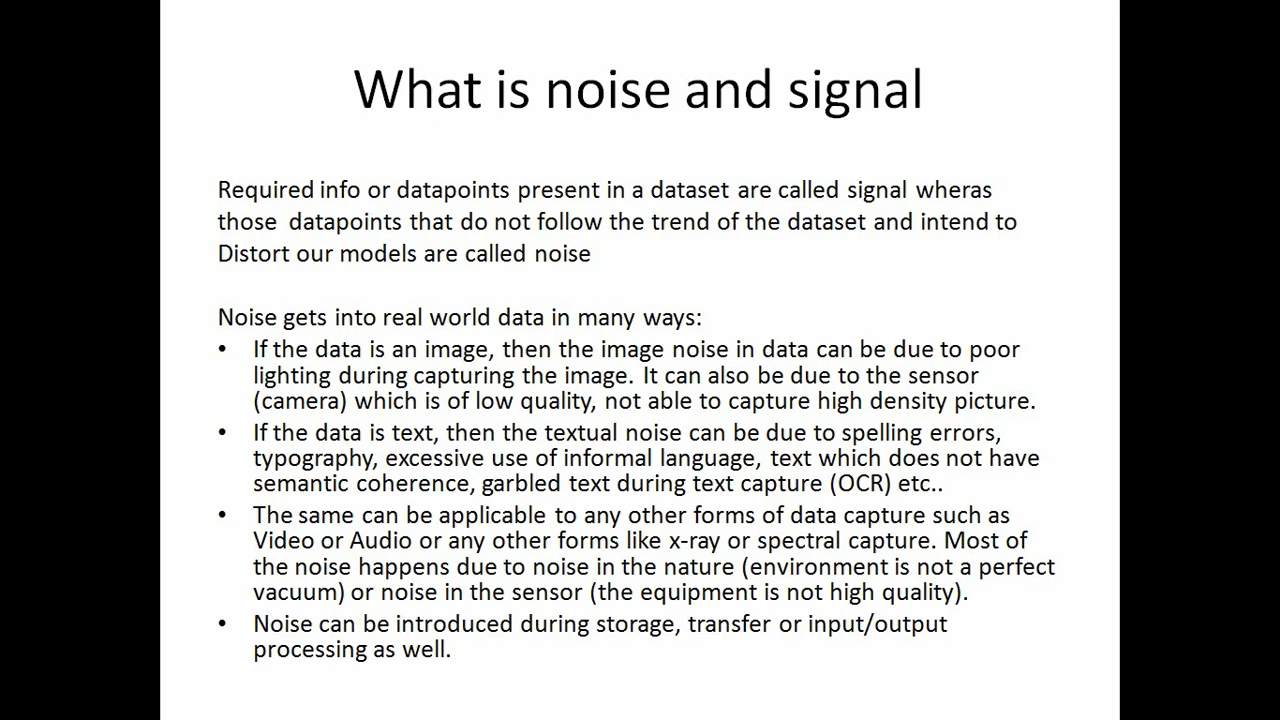 What is noise and signal
Required info or datapoints present in a dataset are called signal wheras
those  datapoints that do not follow the trend of the dataset and intend to
Distort our models are called noise
Noise gets into real world data in many ways:
• If the data is an image, then the image noise in data can be due to poor
lighting during capturing the image. It can also be due to the sensor
(camera) which is of low quality, not able to capture high density picture.
• If the data is text, then the textual noise can be due to spelling errors,
typography, excessive use of informal language, text which does not have
semantic coherence, garbled text during text capture (OCR) etc..
• The same can be applicable to any other forms of data capture such as
Video or Audio or any other forms like x-ray or spectral capture. Most of
the noise happens due to noise in the nature (environment is not a perfect
vacuum) or noise in the sensor (the equipment is not high quality).
• Noise can be introduced during storage, transfer or input/output
processing as well.